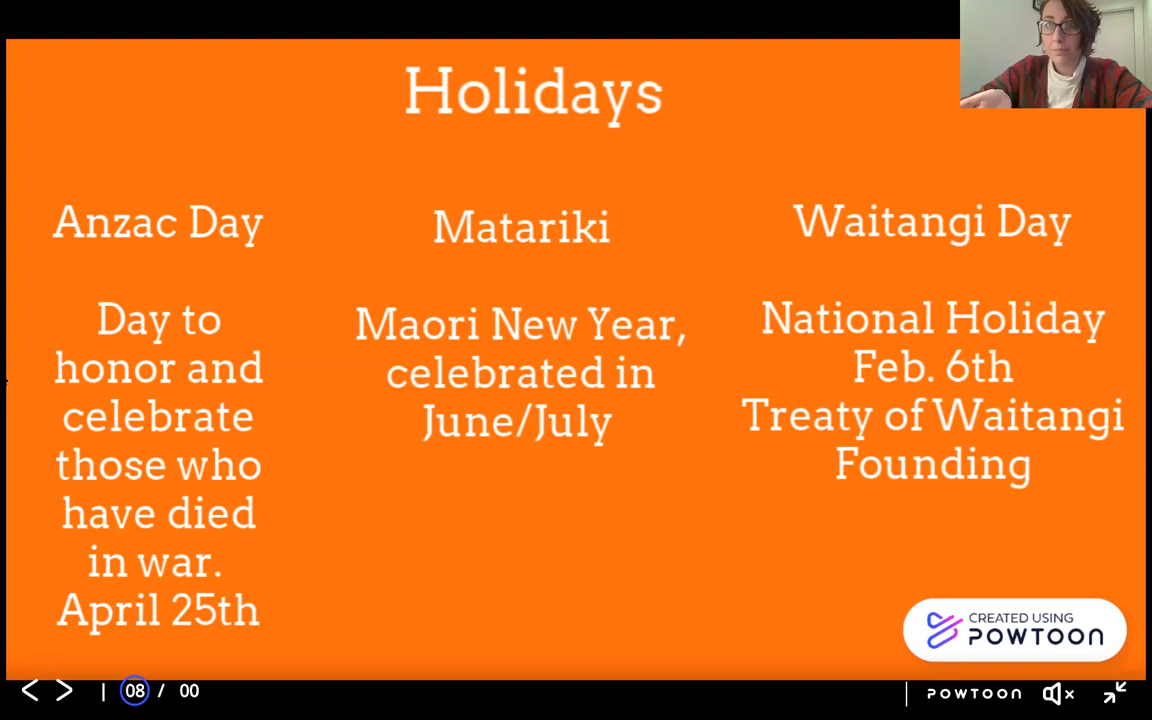 Holidays
Anzac Day
Day to
honor and
celebrate
those who
have died
in war.
April 25th
Matariki
Maori New Year,
celebrated in
June/July
Waitangi Day
National Holiday
Feb. 6th
Treaty of Waitangi
Founding
CREATED USING
POWTOON
08 / 00
POWTOON